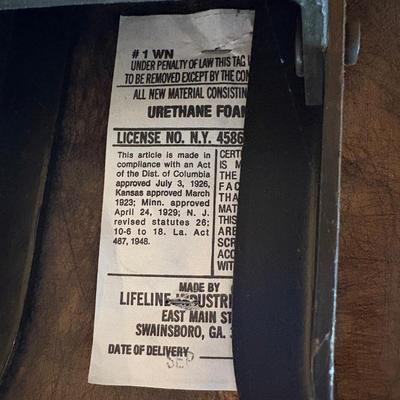 # 1 WN
UNDER PENALTY OF LAW THIS TAG
TO BE REMOVED EXCEPT BY THE CON
ALL NEW MATERIAL CONSISTIN
URETHANE FOAM
LICENSE NO. N.Y. 4586
This article is made in
compliance with an Act
of the Dist. of Columbia
approved July 3, 1926,
Kansas approved March
1923; Minn. approved
April 24, 1929; N. J.
revised statutes 26;
10-6 to 18. La. Act
467, 1948.
CERT
IS M
THE
FAC
THA
MAT
THIS
ARE
SCR
ACC
WIT
MADE BY
LIFELINE INDUSTRI
EAST MAIN ST
SWAINSBORO, GA. 3
DATE OF DELIVERY
SEP